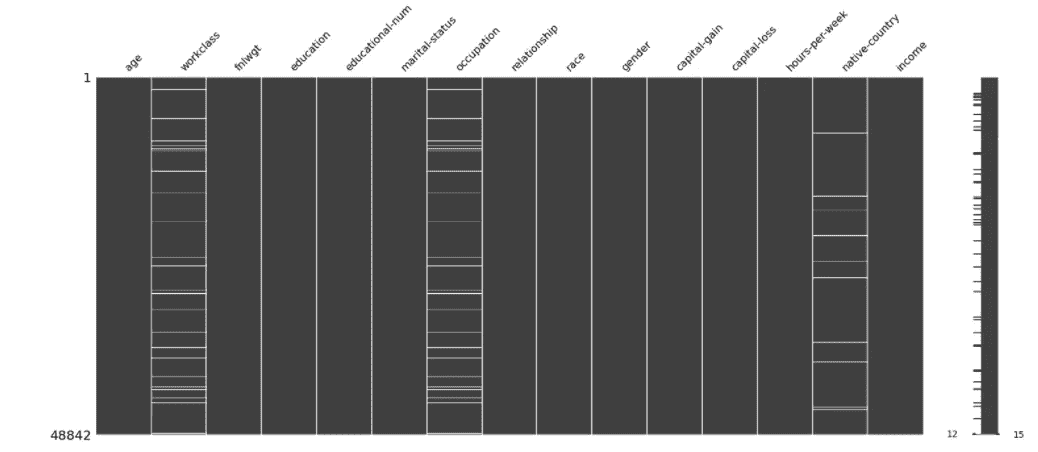 age workclass fnlwgt education educational-num marital-status occupation relationship race gender capital-gain capital-loss hours-per-week native-country income
1
48842
12 15